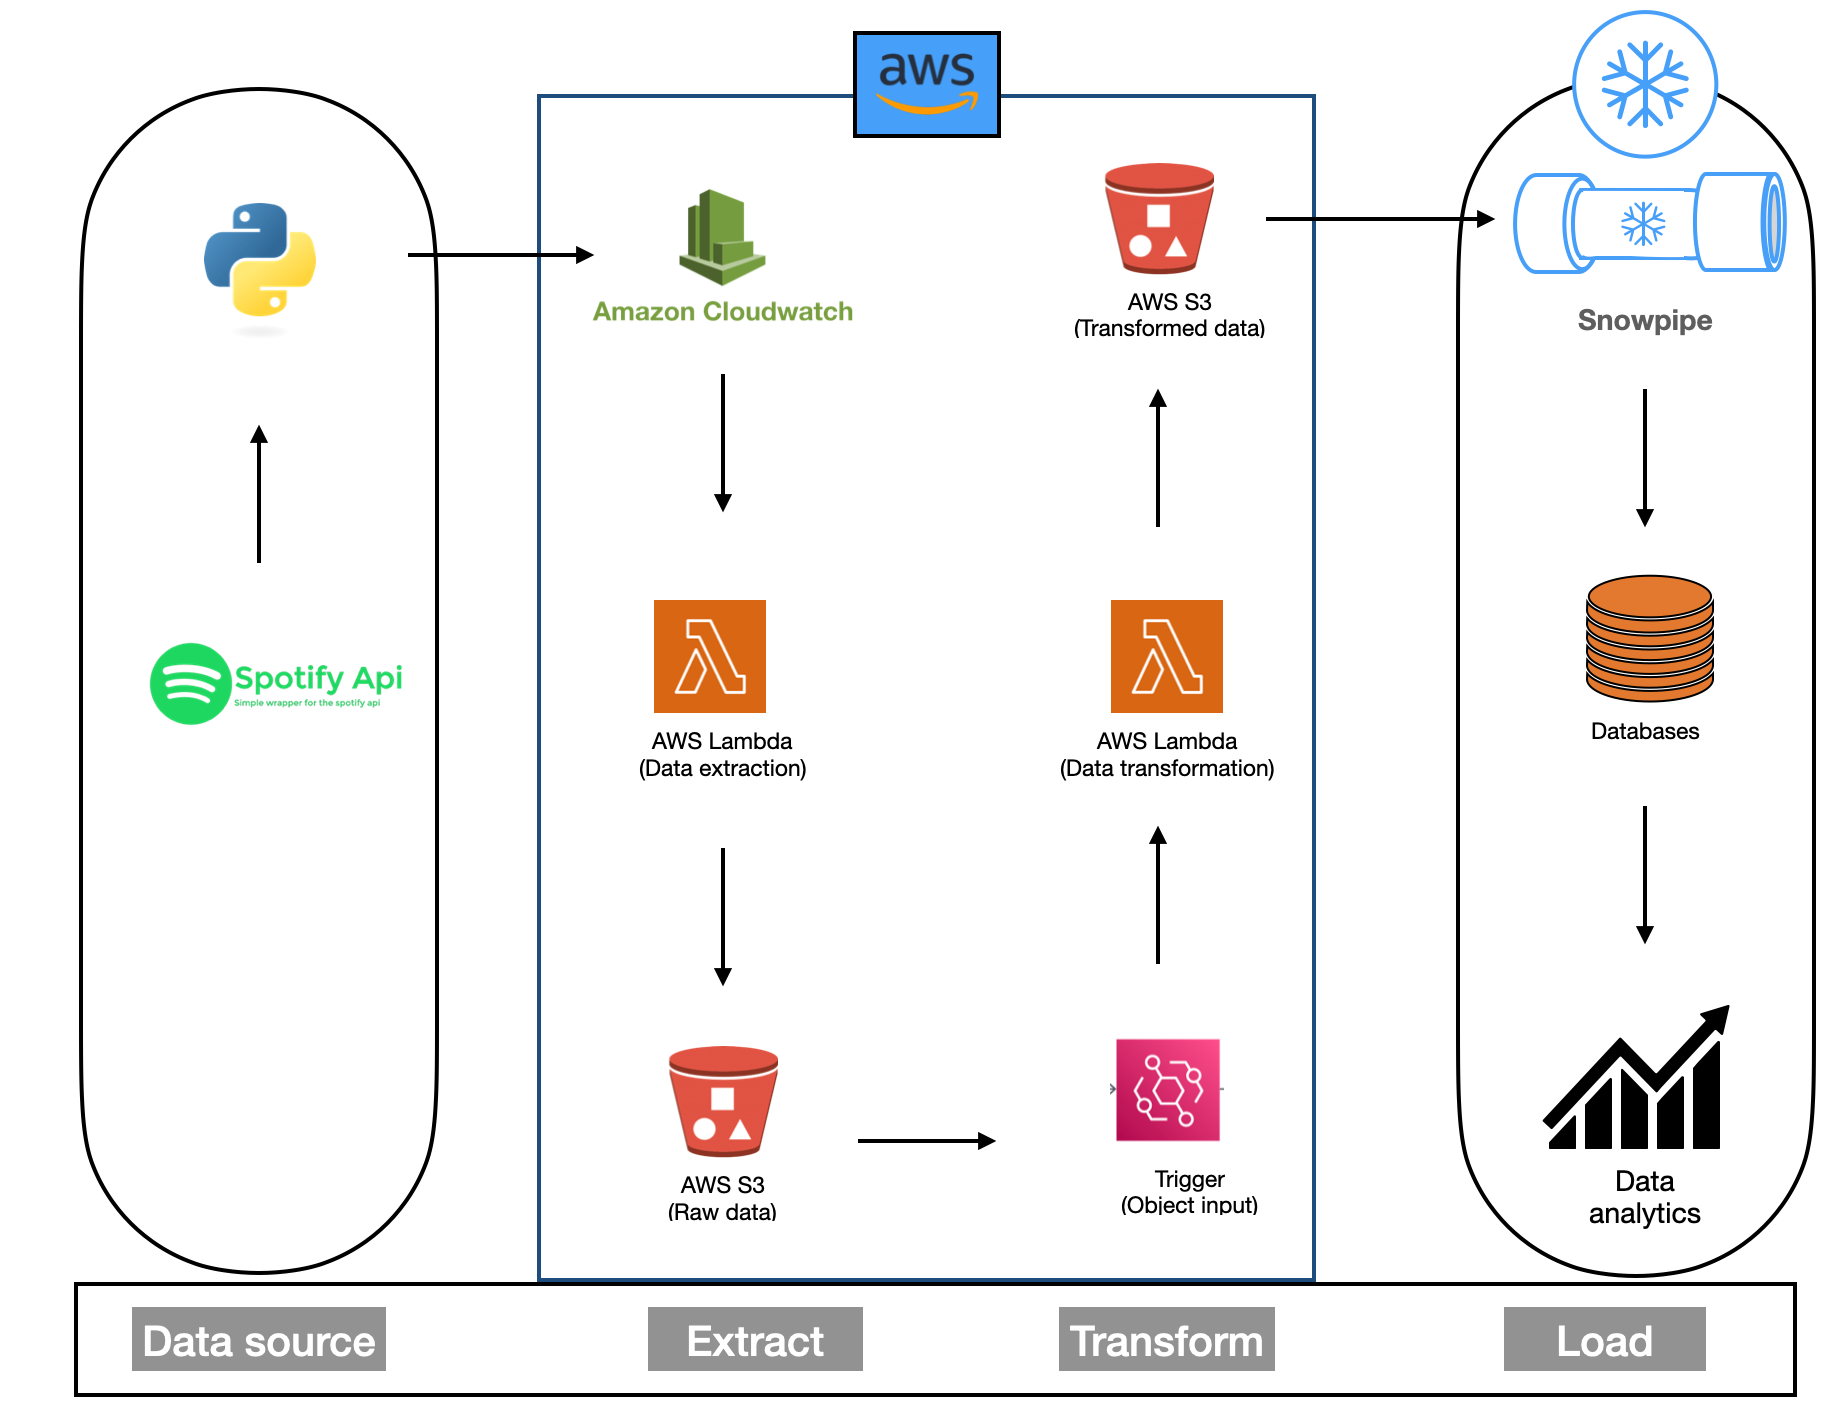 aws
Amazon Cloudwatch
AWS S3
(Transformed data)
Snowpipe
Spotify Api
Simple wrapper for the spotify api
AWS Lambda
(Data extraction)
AWS Lambda
(Data transformation)
Databases
AWS S3
(Raw data)
Trigger
(Object input)
Data
analytics
Data source
Extract
Transform
Load